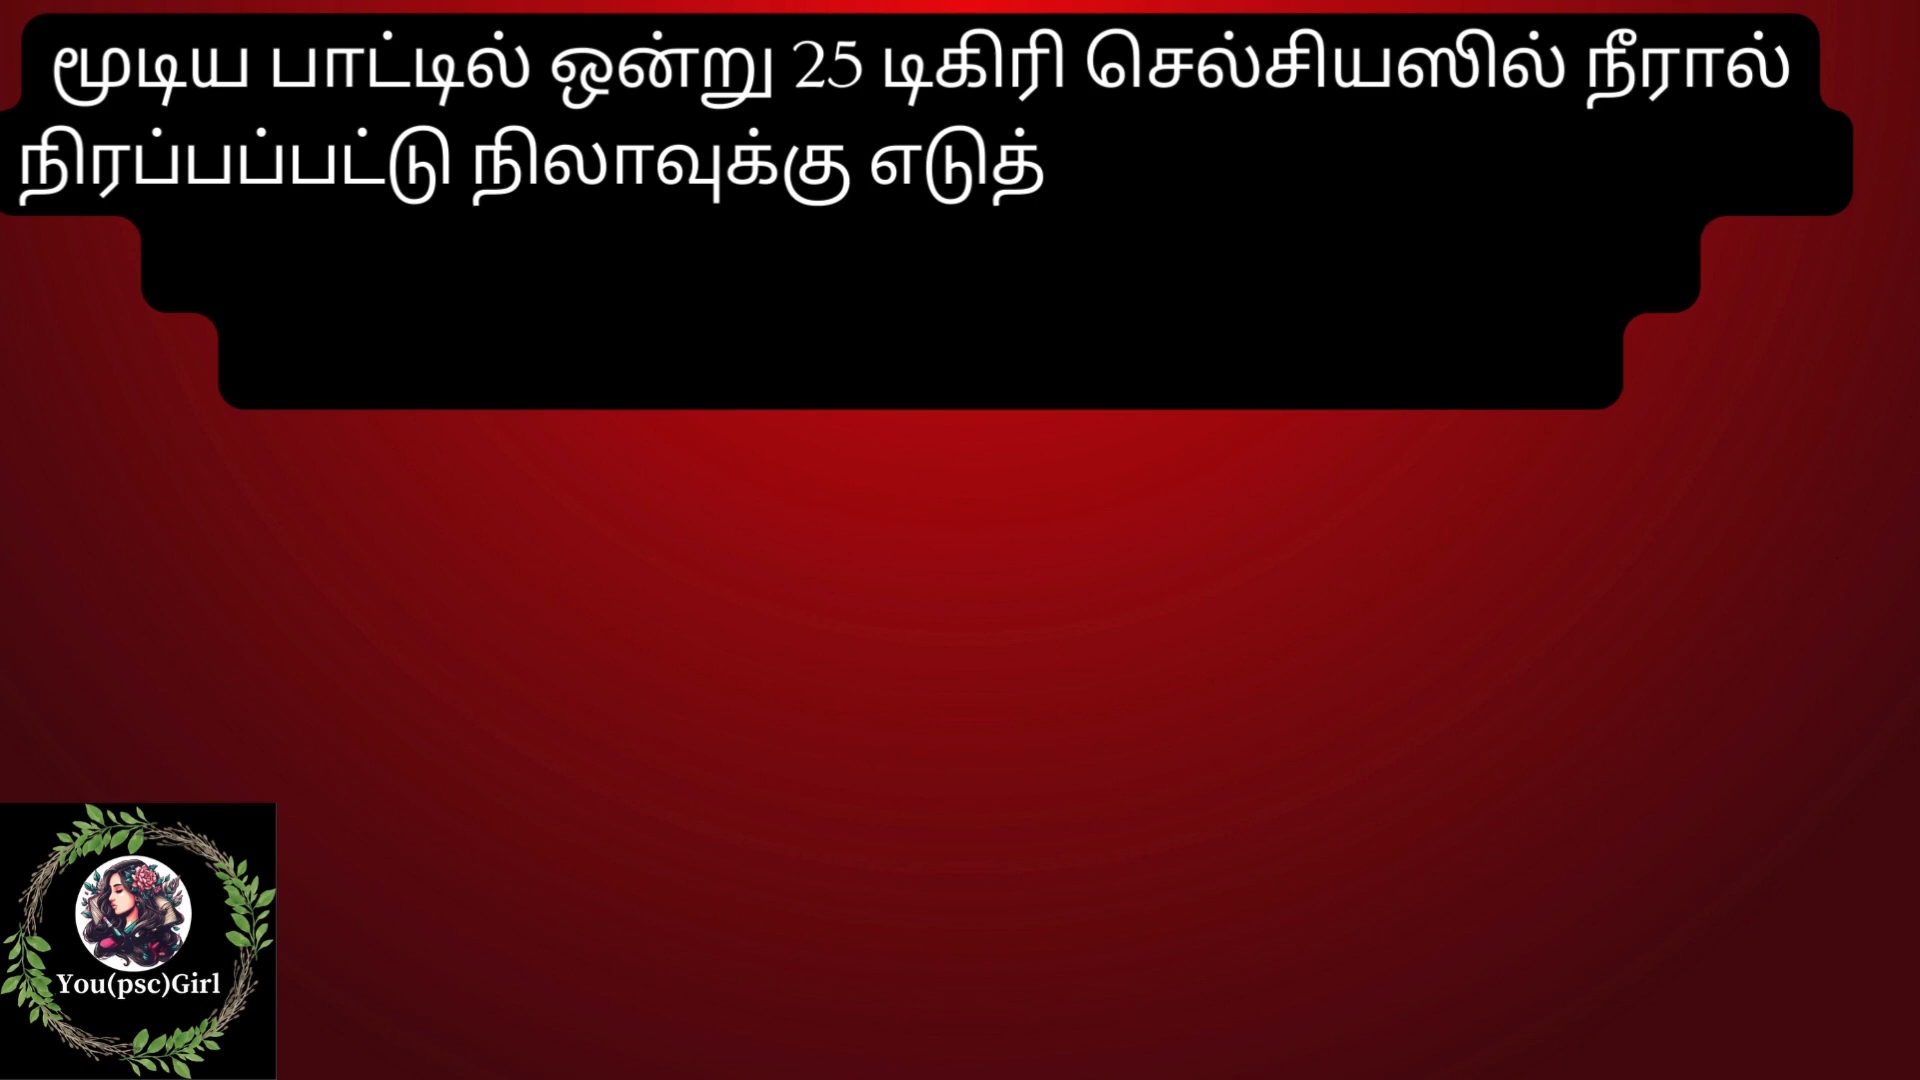 மூடிய பாட்டில் ஒன்று 25 டிகிரி செல்சியஸில் நீரால்
நிரப்பப்பட்டு நிலாவுக்கு எடுத்
You(psc)Girl